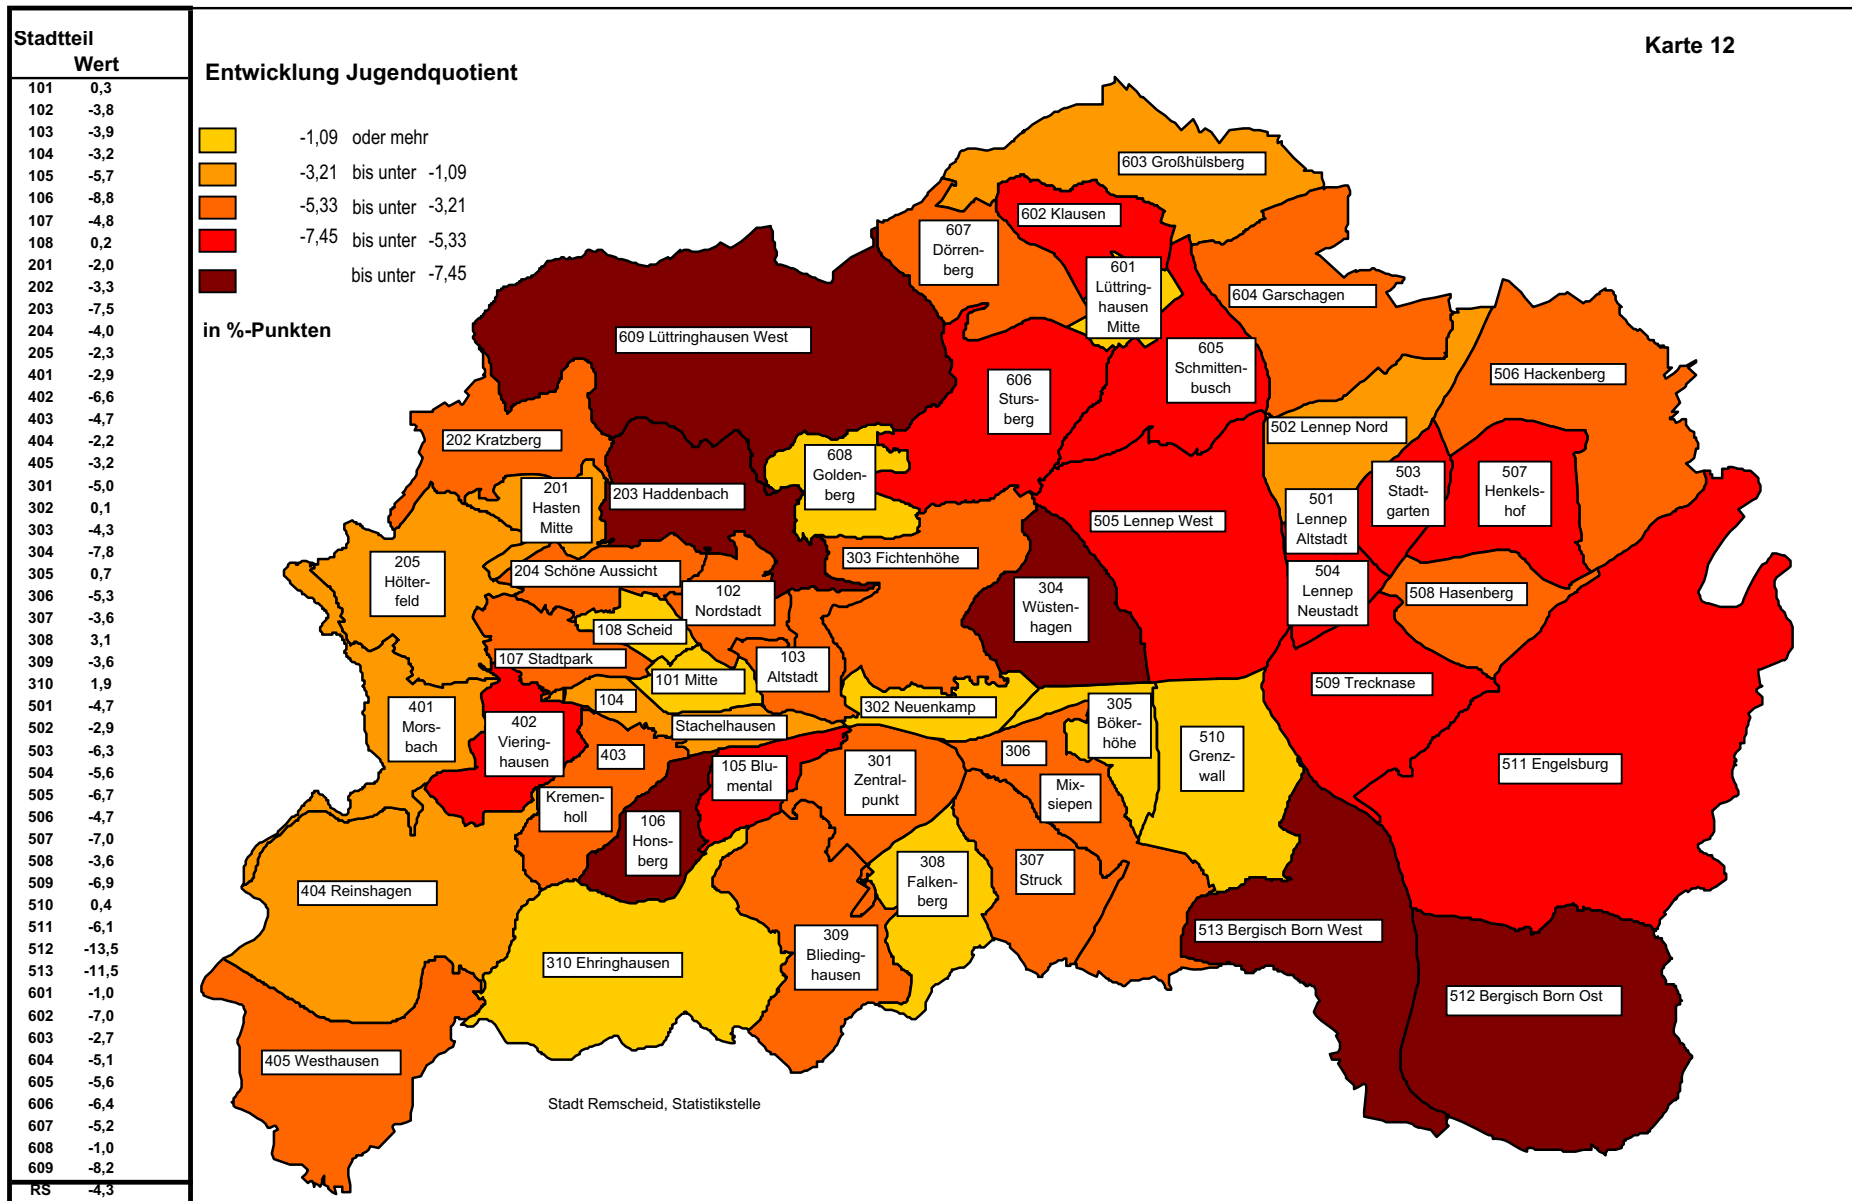 Stadtteil
Wert
101 0,3
102 -3,8
103 -3,9
104 -3,2
105 -5,7
106 -8,8
107 -4,8
108 0,2
201 -2,0
202 -3,3
203 -7,5
204 -4,0
205 -2,3
401 -2,9
402 -6,6
403 -4,7
404 -2,2
405 -3,2
301 -5,0
302 0,1
303 -4,3
304 -7,8
305 0,7
306 -5,3
307 -3,6
308 3,1
309 -3,6
310 1,9
501 -4,7
502 -2,9
503 -6,3
504 -5,6
505 -6,7
506 -4,7
507 -7,0
508 -3,6
509 -6,9
510 0,4
511 -6,1
512 -13,5
513 -11,5
601 -1,0
602 -7,0
603 -2,7
604 -5,1
605 -5,6
606 -6,4
607 -5,2
608 -1,0
609 -8,2
RS -4,3
Karte 12
Entwicklung Jugendquotient
-1,09 oder mehr
-3,21 bis unter -1,09
-5,33 bis unter -3,21
-7,45 bis unter -5,33
bis unter -7,45
in %-Punkten
603 Großhülsberg
602 Klausen
607
Dörren-
berg
601
Lüttring-
hausen
Mitte
604 Garschagen
609 Lüttringhausen West
605
Schmitten-
busch
606
Sturs-
berg
506 Hackenberg
502 Lennep Nord
202 Kratzberg
608
Golden-
berg
503
Stadt-
garten
507
Henkels-
hof
201
Hasten
Mitte
203 Haddenbach
501
Lennep
Altstadt
505 Lennep West
205
Hölter-
feld
204 Schöne Aussicht
303 Fichtenhöhe
102
Nordstadt
304
Wüsten-
hagen
504
Lennep
Neustadt
508 Hasenberg
108 Scheid
107 Stadtpark
103
Altstadt
101 Mitte
509 Trecknase
104
Stachelhausen
302 Neuenkamp
401
Mors-
bach
402
Viering-
hausen
305
Böker-
höhe
510
Grenz-
wall
403
Kremen-
holl
105 Blu-
mental
301
Zentral-
punkt
306
Mix-
siepen
511 Engelsburg
106
Hons-
berg
308
Falken-
berg
307
Struck
404 Reinshagen
309
Blieding-
hausen
310 Ehringhausen
513 Bergisch Born West
512 Bergisch Born Ost
405 Westhausen
Stadt Remscheid, Statistikstelle